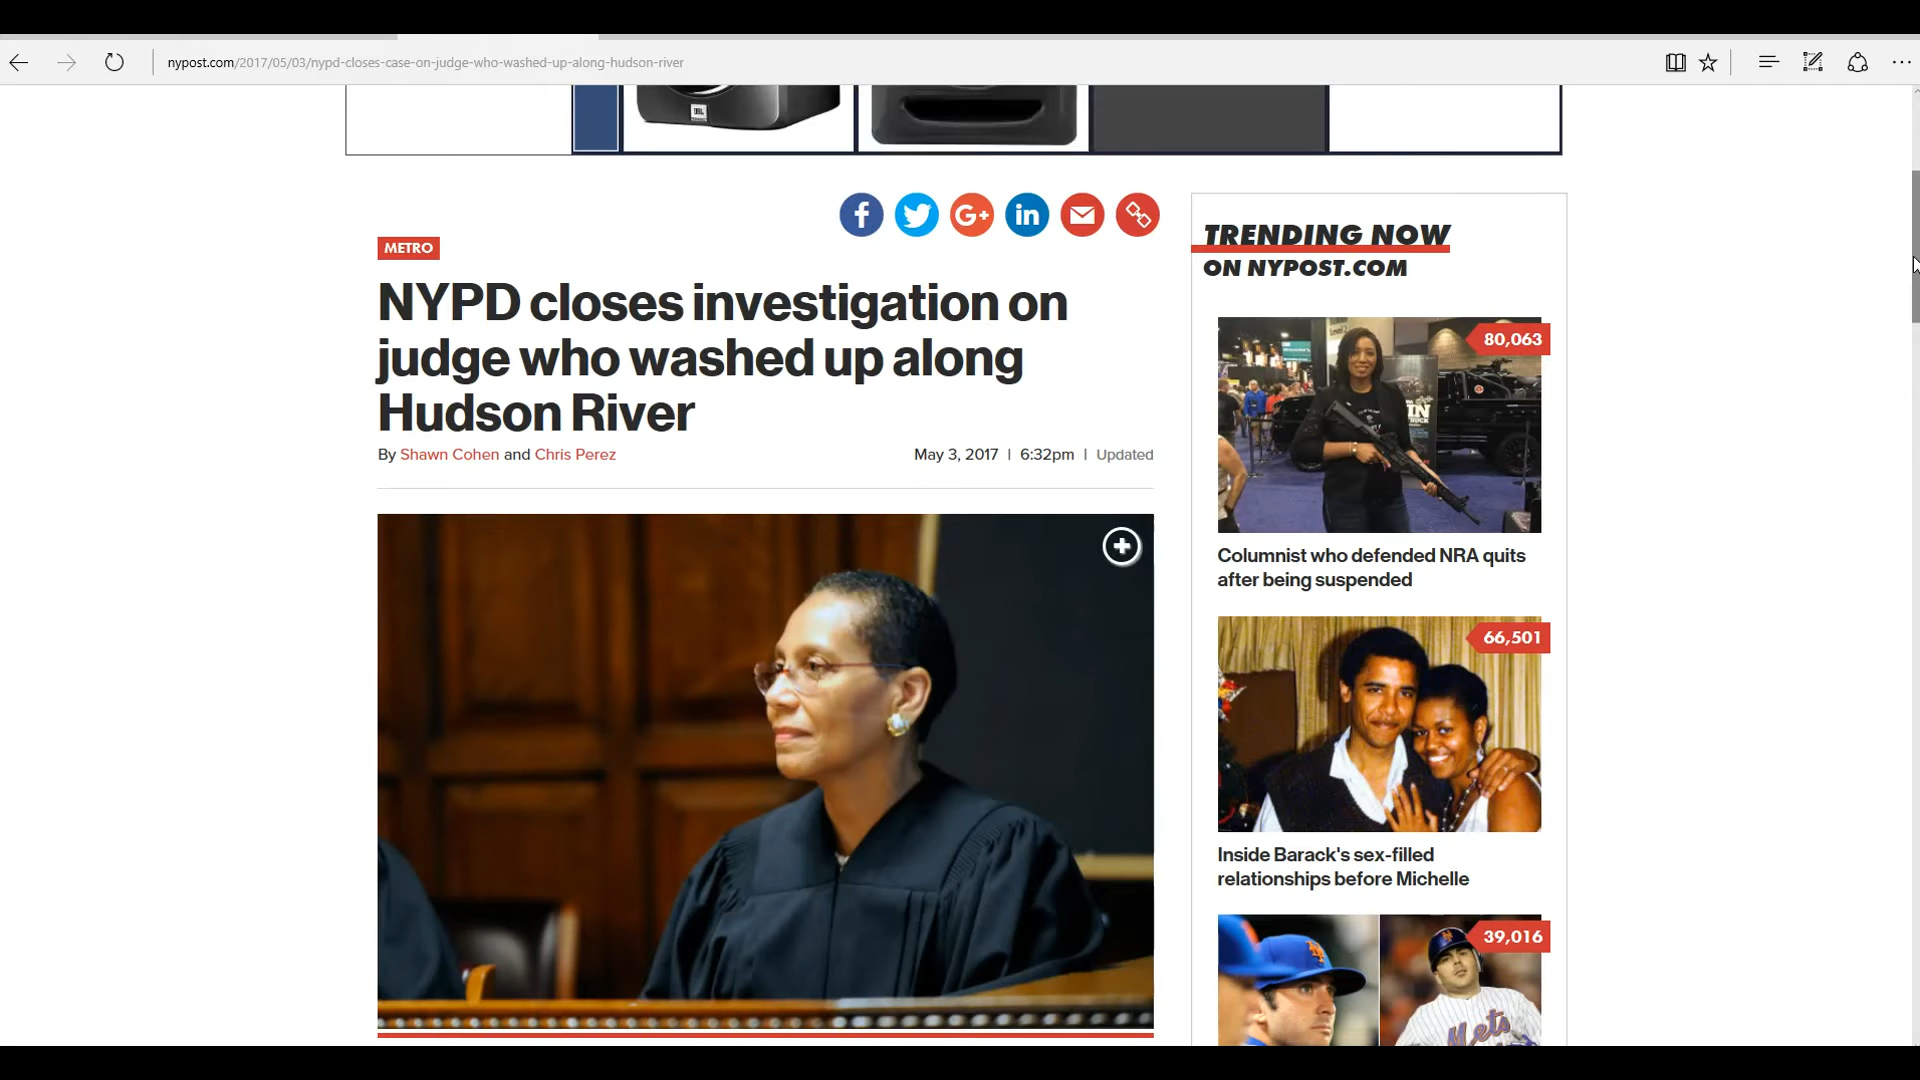 nypost.com/2017/05/03/nypd-closes-case-on-judge-who-washed-up-along-hudson-river
JBL
METRO
NYPD closes investigation on
judge who washed up along
Hudson River
By Shawn Cohen and Chris Perez
May 3, 2017 | 6:32pm | Updated
TRENDING NOW
ON NYPOST.COM
80,063
Columnist who defended NRA quits
after being suspended
66,501
Inside Barack's sex-filled
relationships before Michelle
39,016
Mets